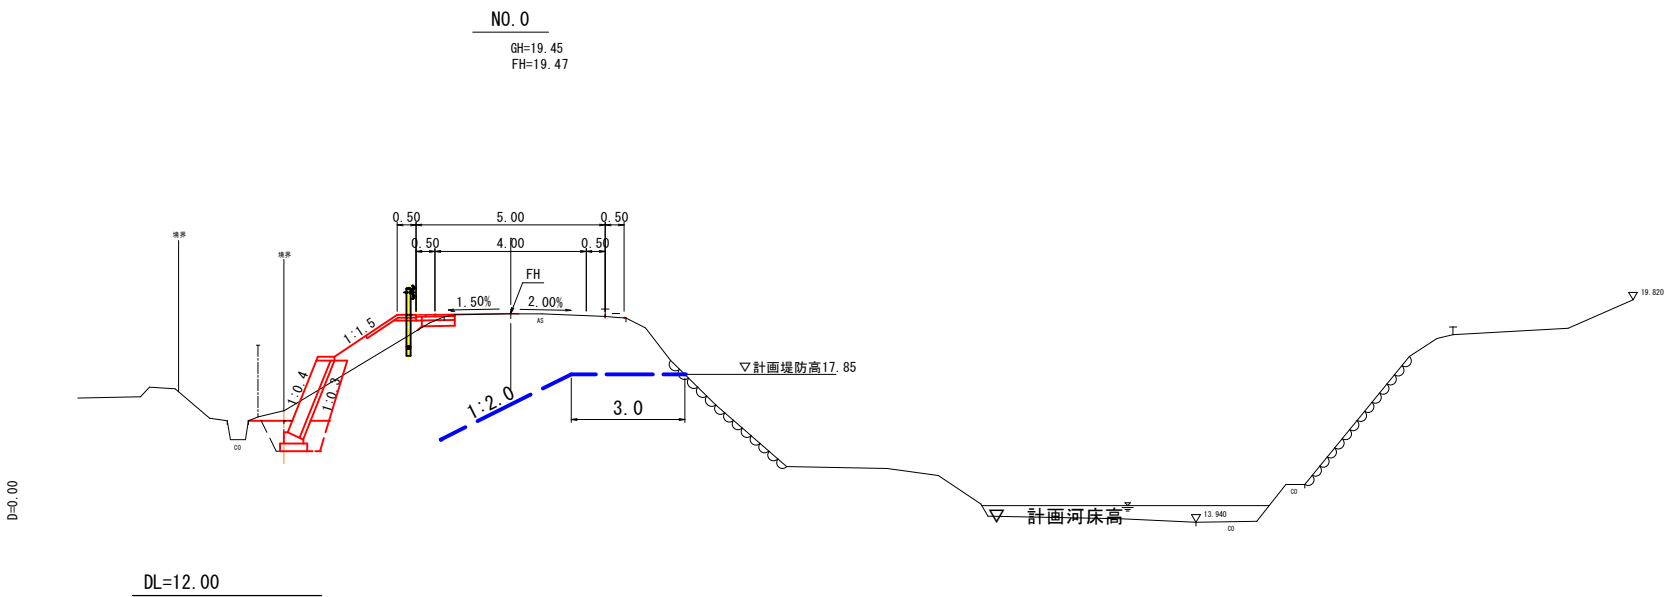 NO.0
GH=19.45
FH=19.47
0.50
5.00
0.50
0.50
4.00
0.50
境界
境界
FH
1.50%
2.00%
AS
1:1.5
19.820
▽計画堤防高17.85
1:0.4
1:0.3
1:2.0
3.0
CO
CO
D=0.00
▽ 計画河床高
13.940
CO
DL=12.00